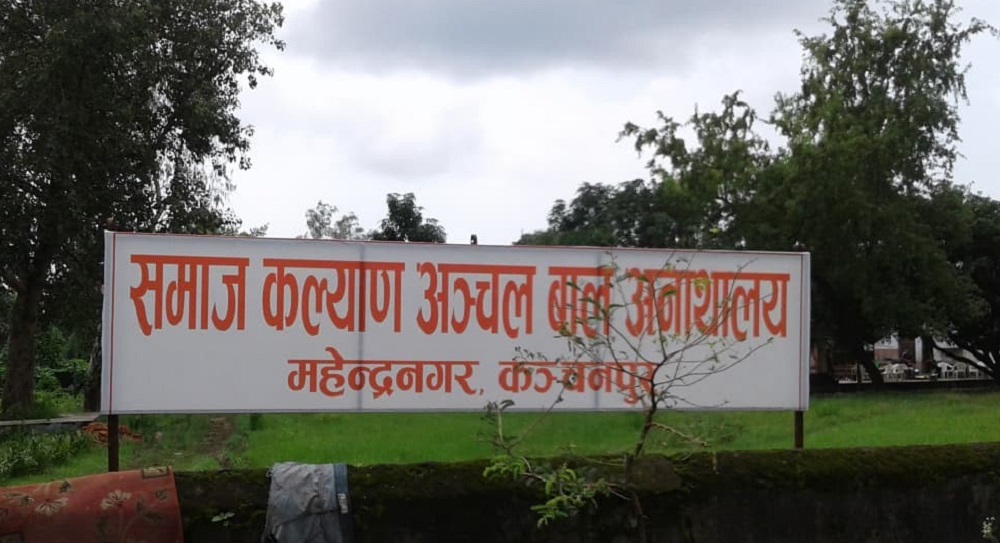 समाज कल्याण अञ्चल बाल अनाथालय
महेन्द्रनगर, कञ्चनपुर